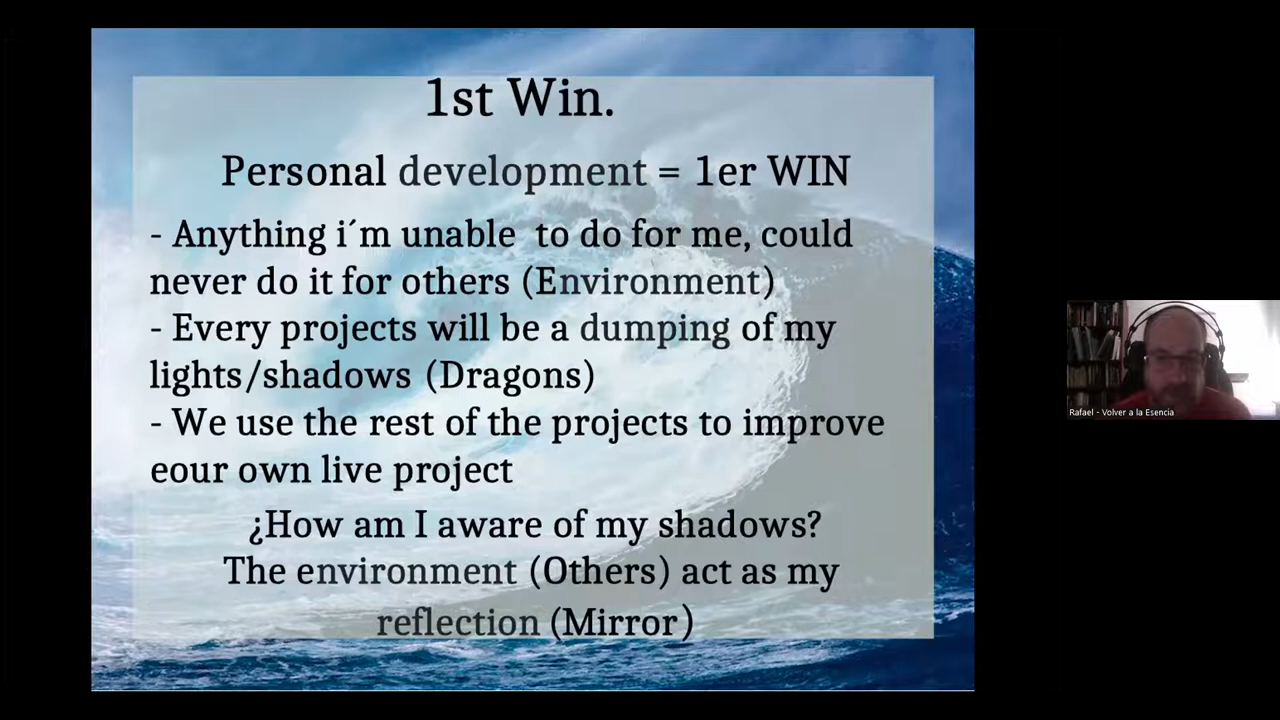 1st Win.
Personal development = 1er WIN
- Anything i´m unable  to do for me, could
never do it for others (Environment)
- Every projects will be a dumping of my
lights/shadows (Dragons)
- We use the rest of the projects to improve
eour own live project
¿How am I aware of my shadows?
The environment (Others) act as my
reflection (Mirror)
Rafael - Volver a la Esencia